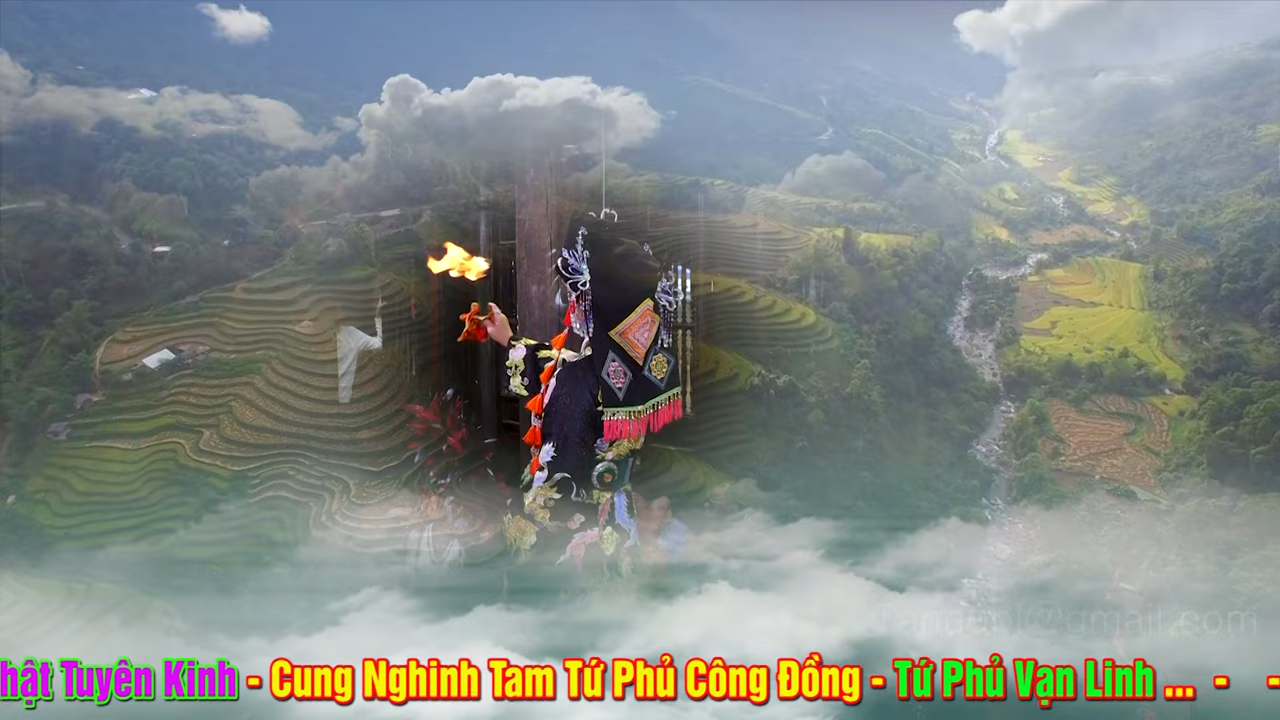 hật Tuyên Kinh - Cung Nghinh Tam Tứ Phủ Công Đồng - Tứ Phủ Vạn Linh ... - -